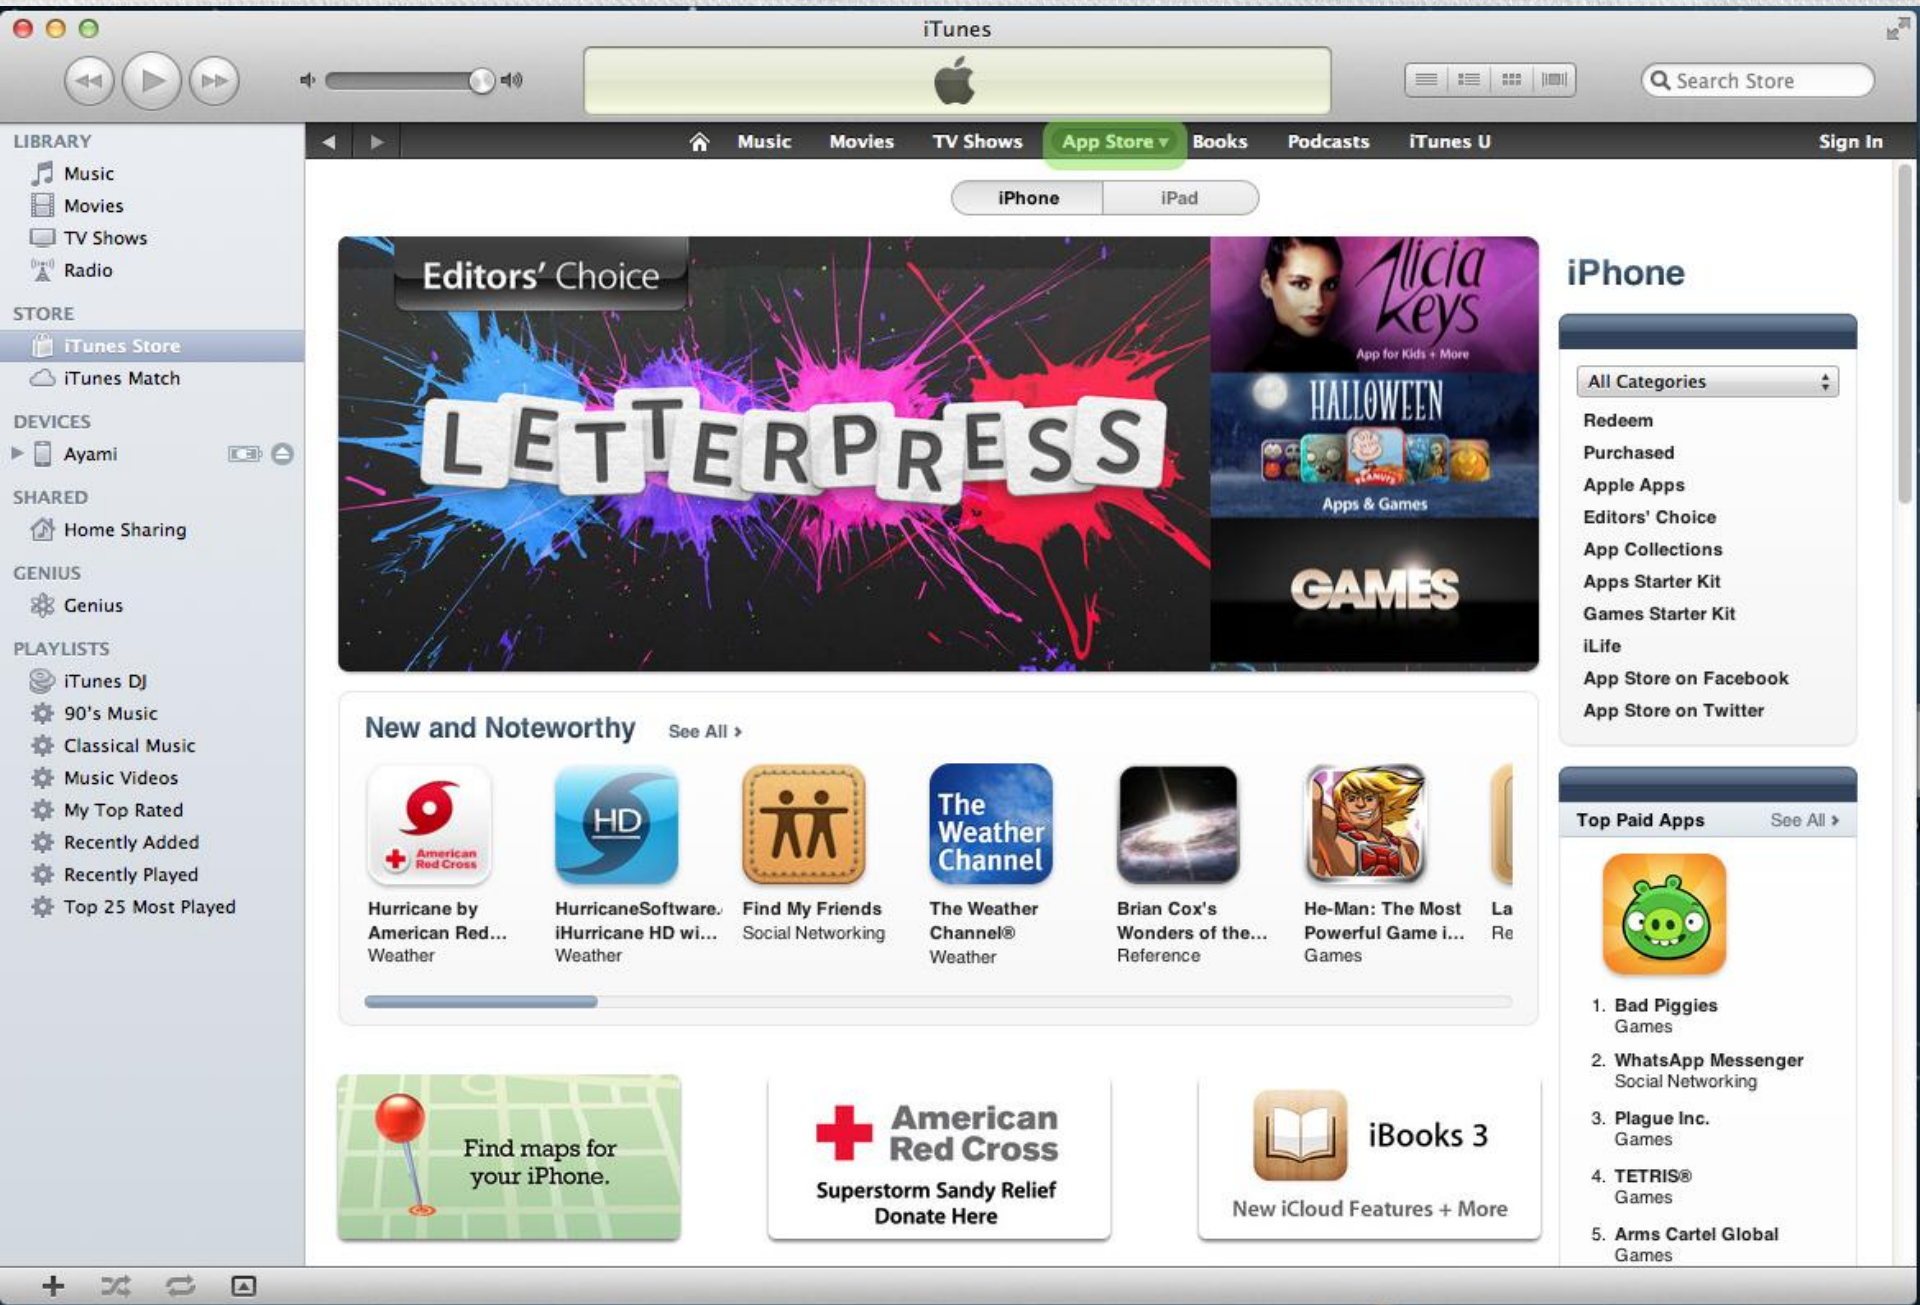 iTunes
Search Store
LIBRARY
Music
Movies
TV Shows
Radio
STORE
iTunes Store
iTunes Match
DEVICES
Ayami
SHARED
Home Sharing
GENIUS
Genius
PLAYLISTS
iTunes DJ
90's Music
Classical Music
Music Videos
My Top Rated
Recently Added
Recently Played
Top 25 Most Played
Music Movies TV Shows App Store Books Podcasts iTunes U Sign In
iPhone iPad
Editors' Choice
LETTERPRESS
Alicia
Keys
App for Kids + More
HALLOWEEN
PEANUTS
Apps & Games
GAMES
iPhone
All Categories
Redeem
Purchased
Apple Apps
Editors' Choice
App Collections
Apps Starter Kit
Games Starter Kit
iLife
App Store on Facebook
App Store on Twitter
New and Noteworthy See All
American
Red Cross
HD
The
Weather
Channel
Hurricane by
American Red...
Weather
HurricaneSoftware.
iHurricane HD wi...
Weather
Find My Friends
Social Networking
The Weather
Channel®
Weather
Brian Cox's
Wonders of the...
Reference
He-Man: The Most
Powerful Game i...
Games
La
Re
Top Paid Apps See All
1. Bad Piggies
Games
2. WhatsApp Messenger
Social Networking
3. Plague Inc.
Games
4. TETRIS®
Games
5. Arms Cartel Global
Games
Find maps for
your iPhone.
American
Red Cross
Superstorm Sandy Relief
Donate Here
iBooks 3
New iCloud Features + More